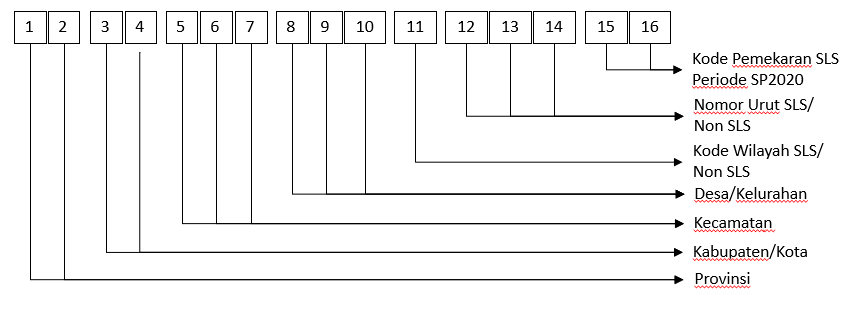 1 2 3 4 5 6 7 8 9 10 11 12 13 14 15 16
Kode Pemekaran SLS
Periode SP2020
Nomor Urut SLS/
Non SLS
Kode Wilayah SLS/
Non SLS
Desa/Kelurahan
Kecamatan
Kabupaten/Kota
Provinsi